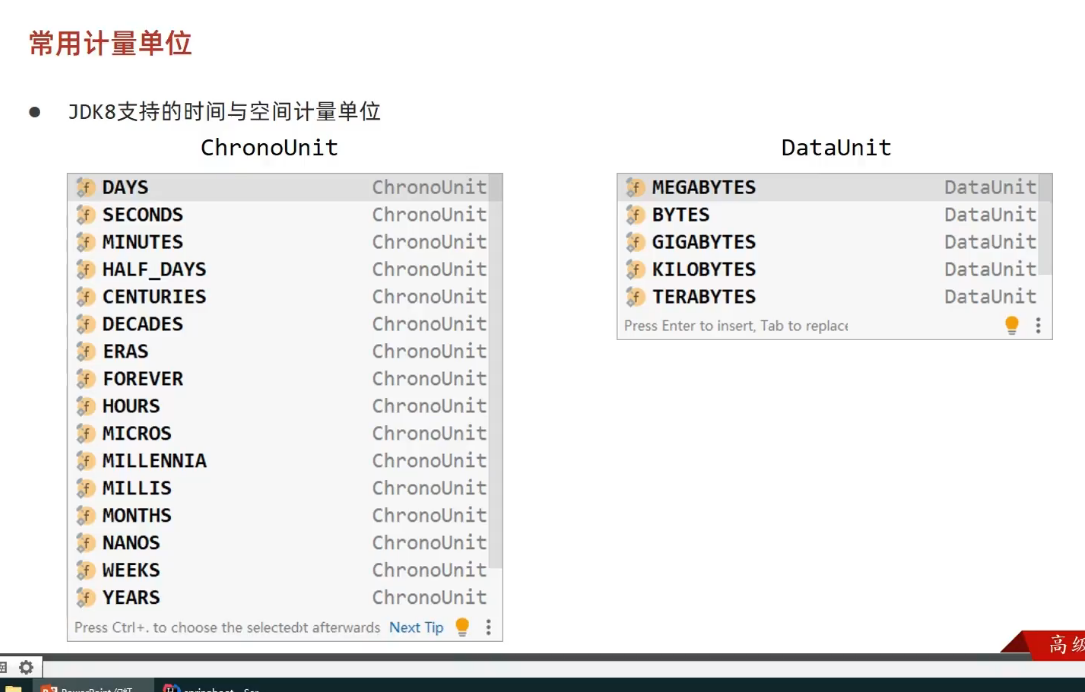 常用计量单位
● JDK8支持的时间与空间计量单位
ChronoUnit
DAYS ChronoUnit
SECONDS ChronoUnit
MINUTES ChronoUnit
HALF_DAYS ChronoUnit
CENTURIES ChronoUnit
DECADES ChronoUnit
ERAS ChronoUnit
FOREVER ChronoUnit
HOURS ChronoUnit
MICROS ChronoUnit
MILLENNIA ChronoUnit
MILLIS ChronoUnit
MONTHS ChronoUnit
NANOS ChronoUnit
WEEKS ChronoUnit
YEARS ChronoUnit
Press Ctrl+. to choose the selecteddt afterwards Next Tip
DataUnit
MEGABYTES DataUnit
BYTES DataUnit
GIGABYTES DataUnit
KILOBYTES DataUnit
TERABYTES DataUnit
Press Enter to insert, Tab to replace
高级